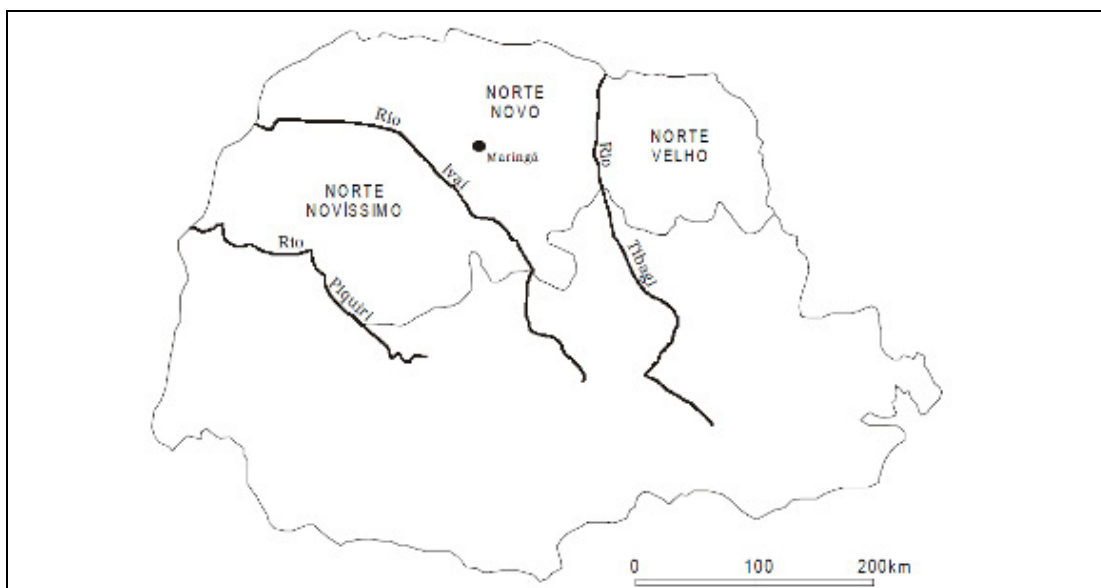 NORTE
NOVO
Rio
Maringá
Ivaí
Rio
NORTE
VELHO
NORTE
NOVÍSSIMO
Rio
Piquiri
Tibagi
0 100 200km